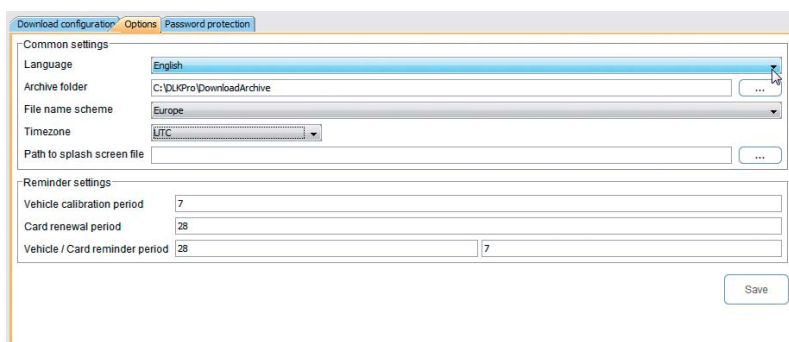 Download configuration Options Password protection
Common settings
Language English
Archive folder C:\DLKPro\DownloadArchive ...
File name scheme Europe
Timezone UTC
Path to splash screen file ...
Reminder settings
Vehicle calibration period 7
Card renewal period 28
Vehicle / Card reminder period 28 7
Save